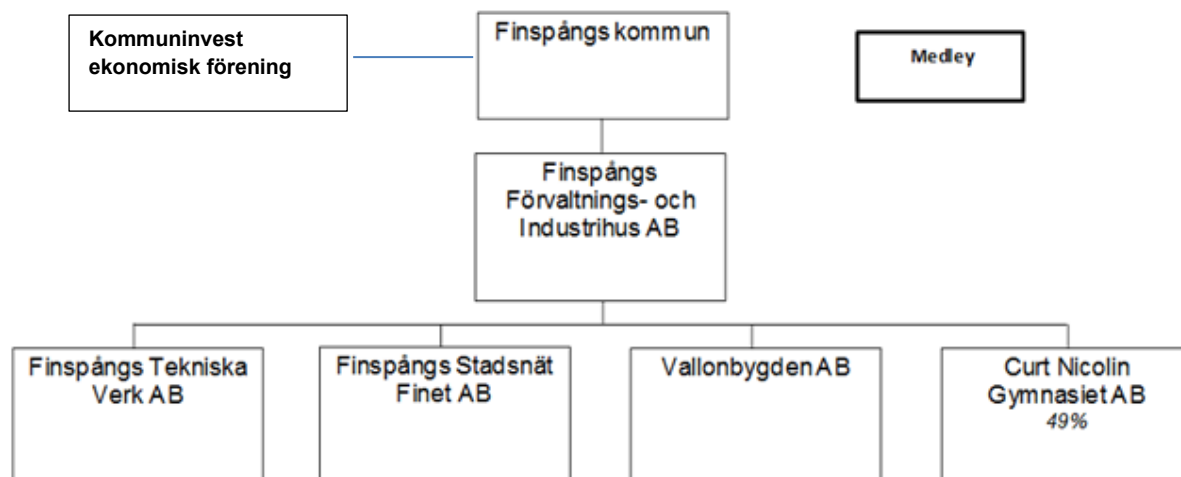 Kommuninvest
ekonomisk förening
Finspångs kommun
Medley
Finspångs
Förvaltnings- och
Industrihus AB
Finspångs Tekniska
Verk AB
Finspångs Stadsnät
Finet AB
Vallonbygden AB
Curt Nicolin
Gymnasiet AB
49%